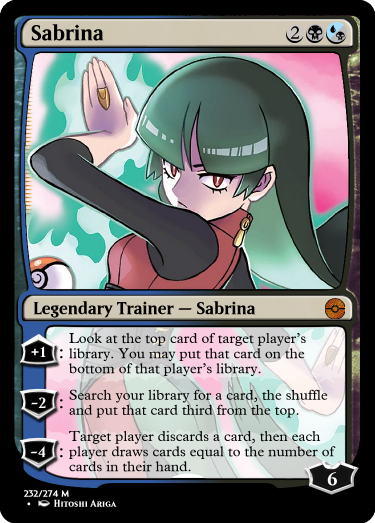 Sabrina 2
Legendary Trainer — Sabrina
+1: Look at the top card of target player's
library. You may put that card on the
bottom of that player's library.
-2: Search your library for a card, the shuffle
and put that card third from the top.
-4: Target player discards a card, then each
player draws cards equal to the number of
cards in their hand.
6
232/274 M
• Hitoshi Ariga